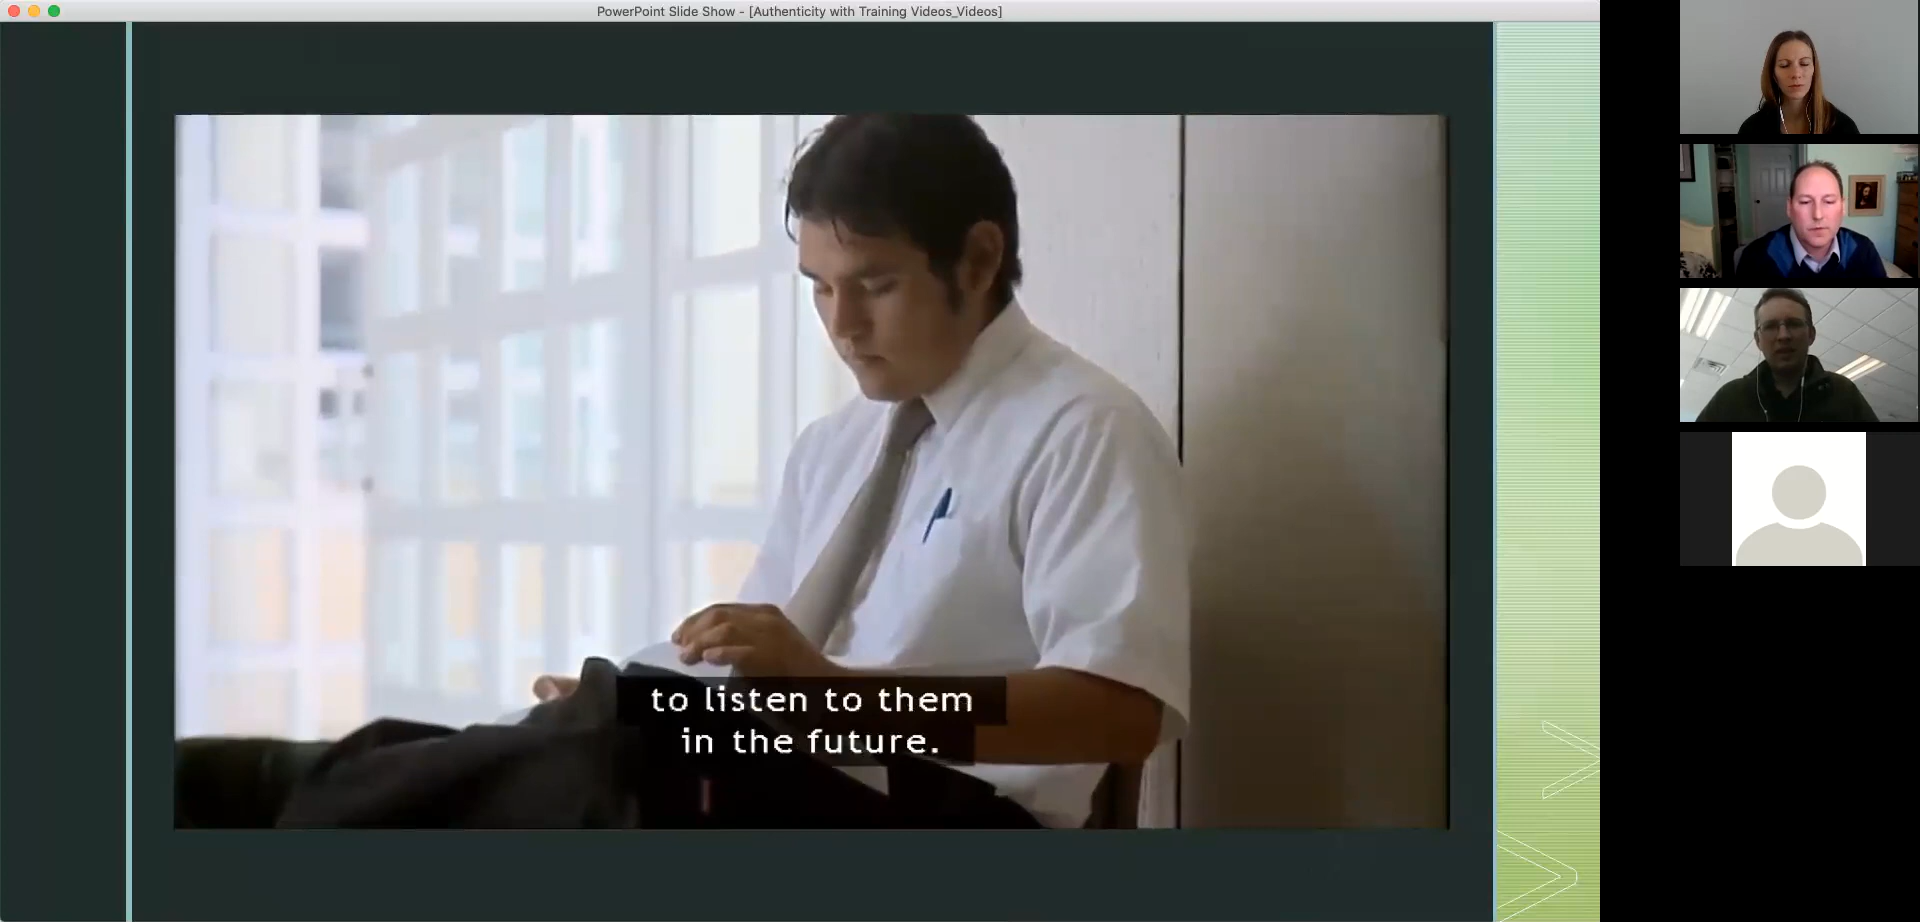 PowerPoint Slide Show - [Authenticity with Training Videos_Videos]
to listen to them
in the future.